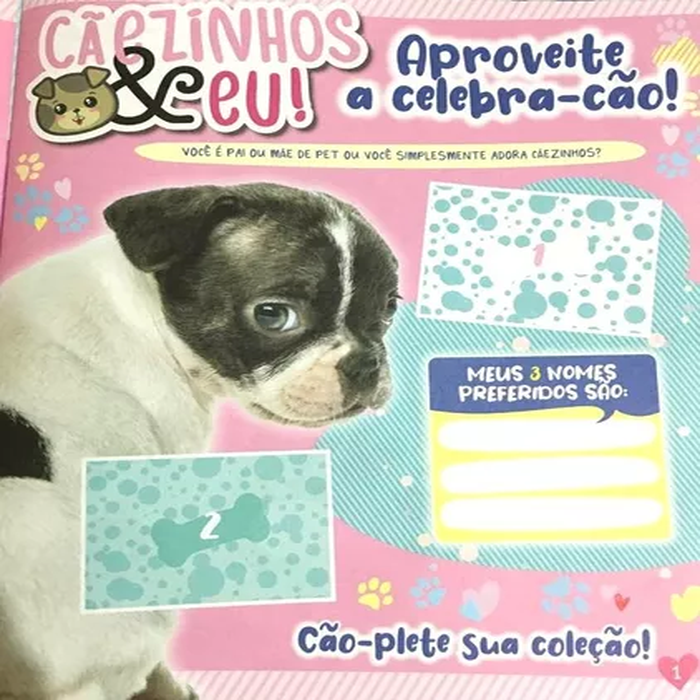 CÃEZINHOS
& EU!
Aproveite
a celebra-cão!
VOCÊ É PAI OU MÃE DE PET OU VOCÊ SIMPLESMENTE ADORA CÃEZINHOS?
1
MEUS 3 NOMES
PREFERIDOS SÃO:
2
Cão-plete sua coleção!
1